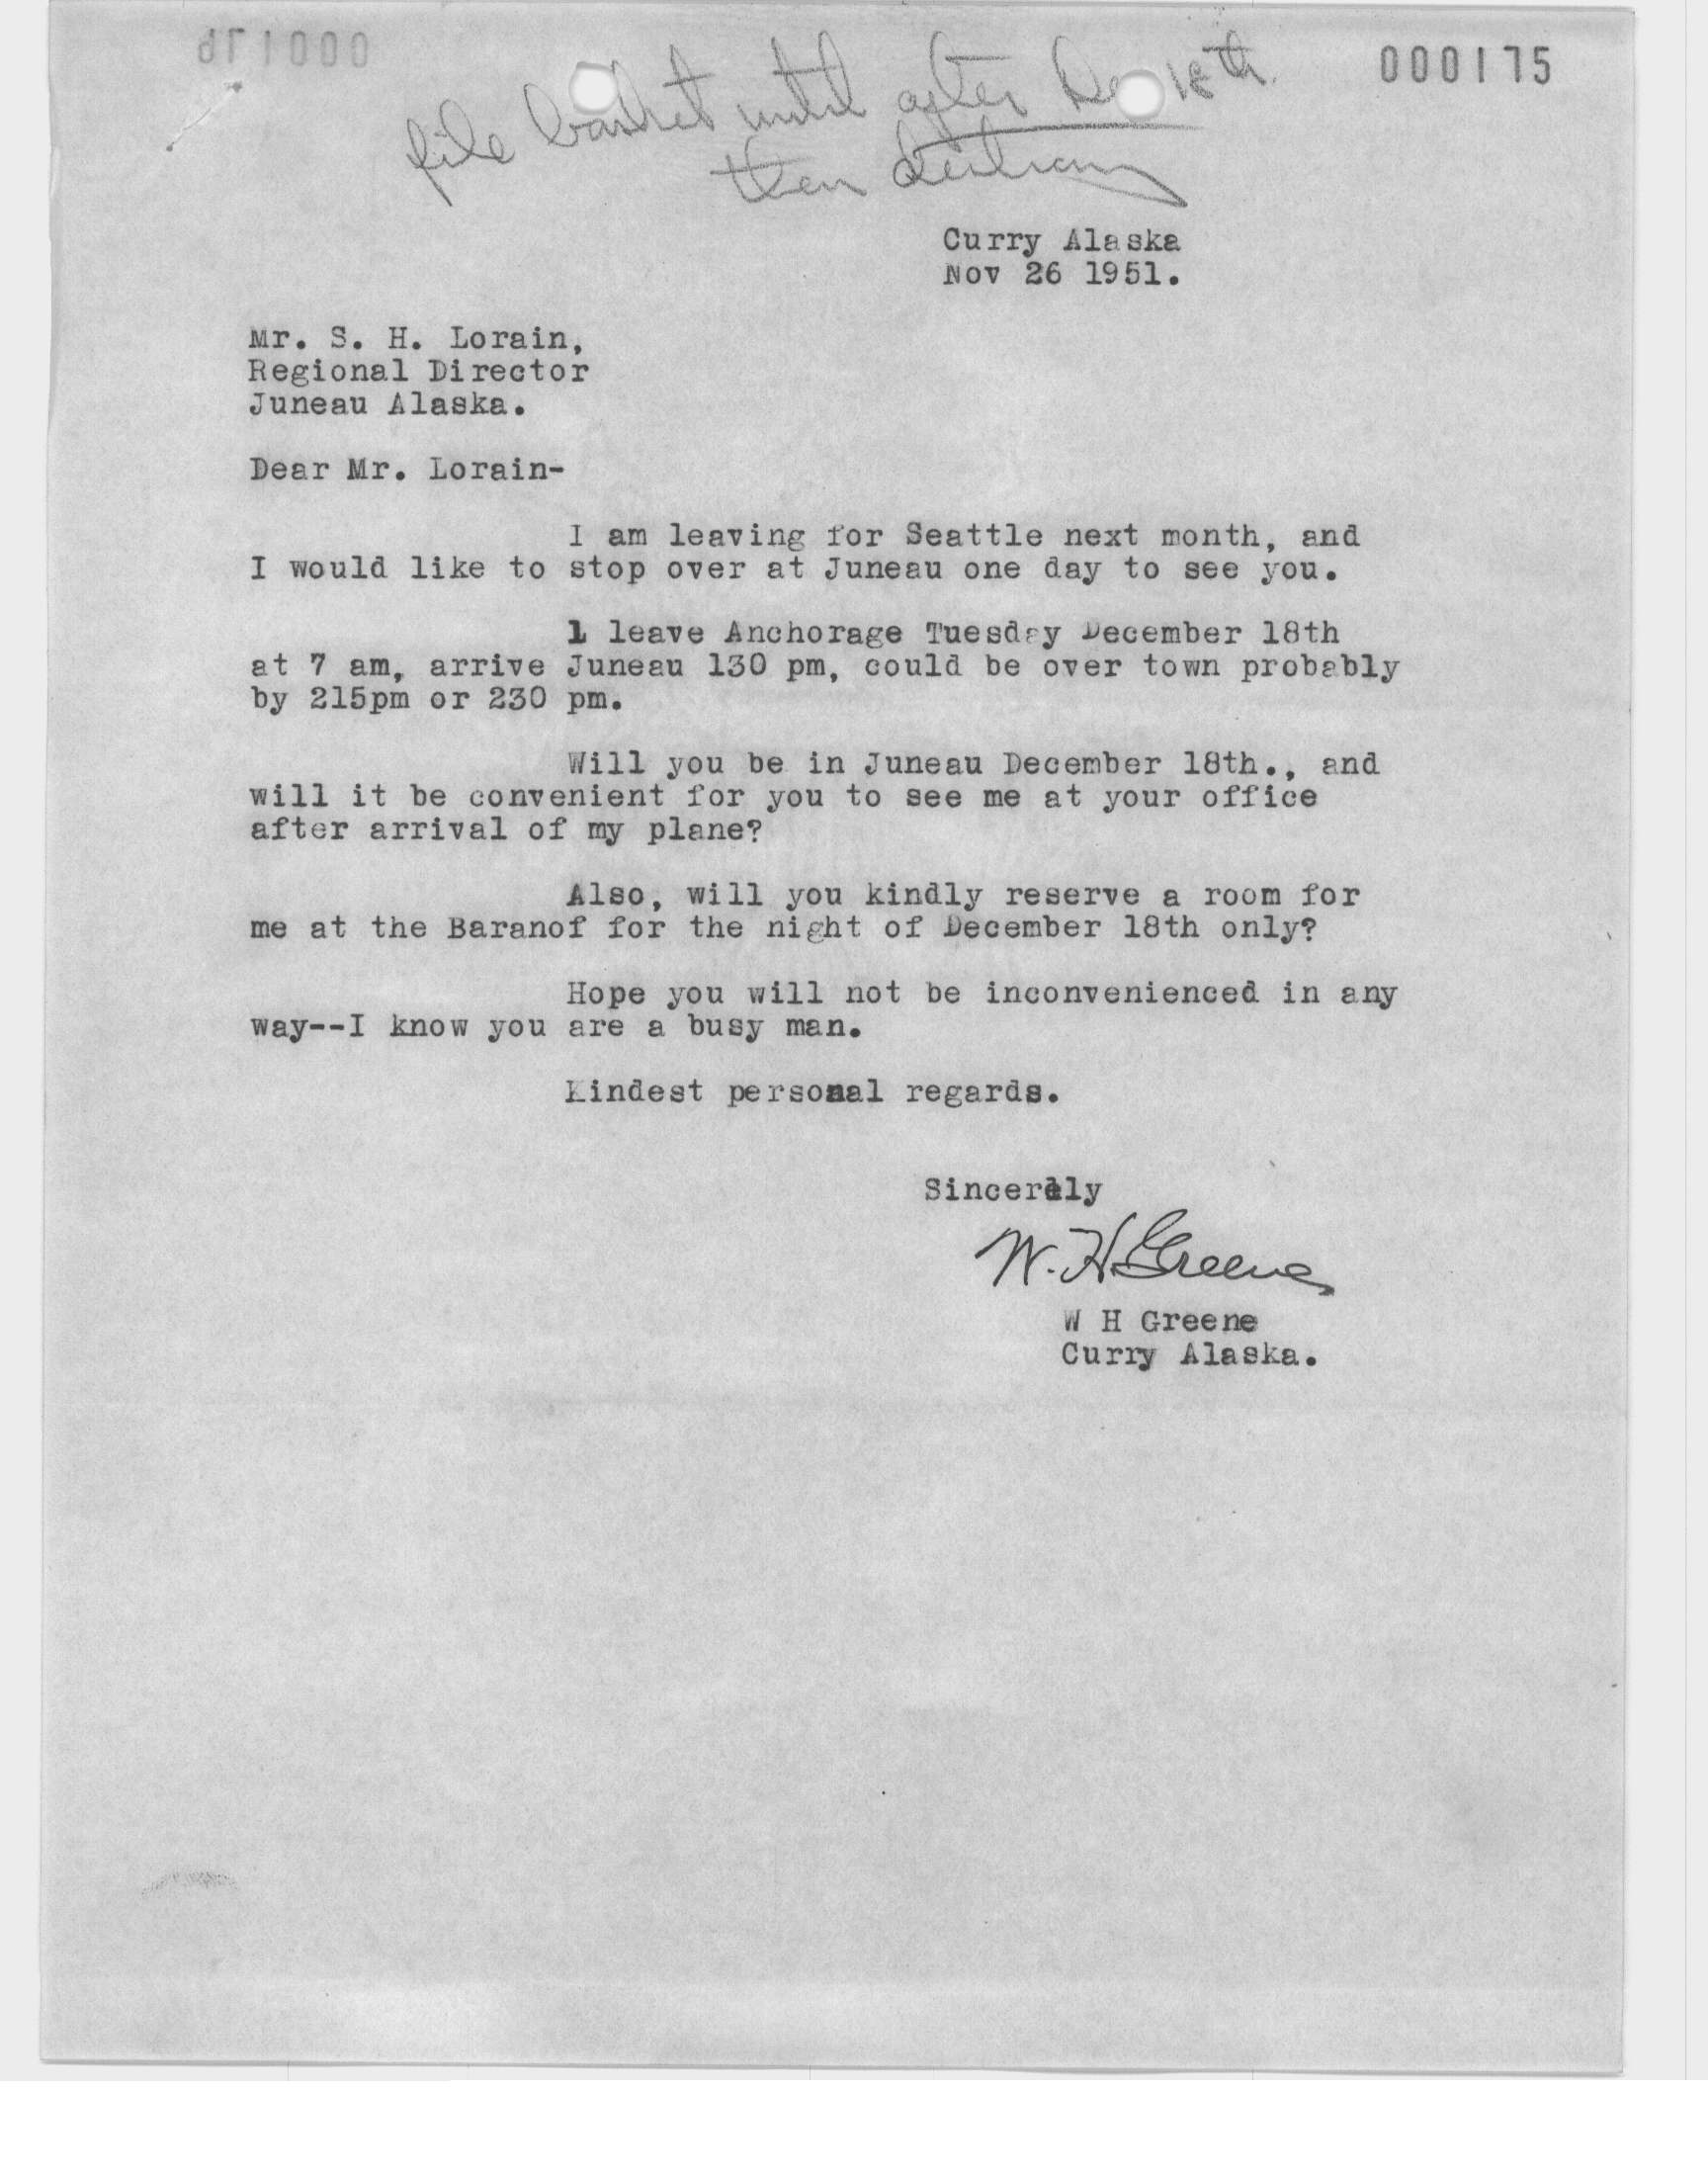 000175
file basket until after De 18th.
then destroy
Curry Alaska
Nov 26 1951.
Mr. S. H. Lorain,
Regional Director
Juneau Alaska.
Dear Mr. Lorain-
I am leaving for Seattle next month, and
I would like to stop over at Juneau one day to see you.
I leave Anchorage Tuesday December 18th
at 7 am, arrive Juneau 130 pm, could be over town probably
by 215pm or 230 pm.
Will you be in Juneau December 18th., and
will it be convenient for you to see me at your office
after arrival of my plane?
Also, will you kindly reserve a room for
me at the Baranof for the night of December 18th only?
Hope you will not be inconvenienced in any
way--I know you are a busy man.
Kindest personal regards.
Sincerely
W. H. Greene
W H Greene
Curry Alaska.